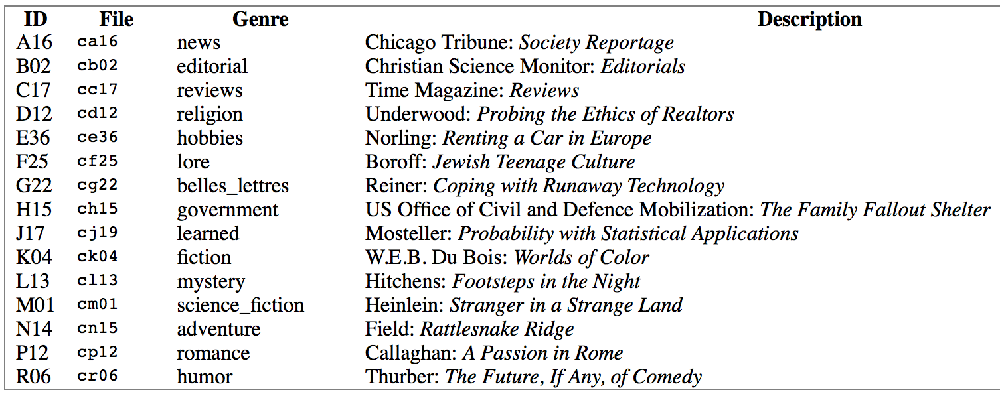 ID File Genre Description
A16 ca16 news Chicago Tribune: Society Reportage
B02 cb02 editorial Christian Science Monitor: Editorials
C17 cc17 reviews Time Magazine: Reviews
D12 cd12 religion Underwood: Probing the Ethics of Realtors
E36 ce36 hobbies Norling: Renting a Car in Europe
F25 cf25 lore Boroff: Jewish Teenage Culture
G22 cg22 belles_lettres Reiner: Coping with Runaway Technology
H15 ch15 government US Office of Civil and Defence Mobilization: The Family Fallout Shelter
J17 cj19 learned Mosteller: Probability with Statistical Applications
K04 ck04 fiction W.E.B. Du Bois: Worlds of Color
L13 cl13 mystery Hitchens: Footsteps in the Night
M01 cm01 science_fiction Heinlein: Stranger in a Strange Land
N14 cn15 adventure Field: Rattlesnake Ridge
P12 cp12 romance Callaghan: A Passion in Rome
R06 cr06 humor Thurber: The Future, If Any, of Comedy